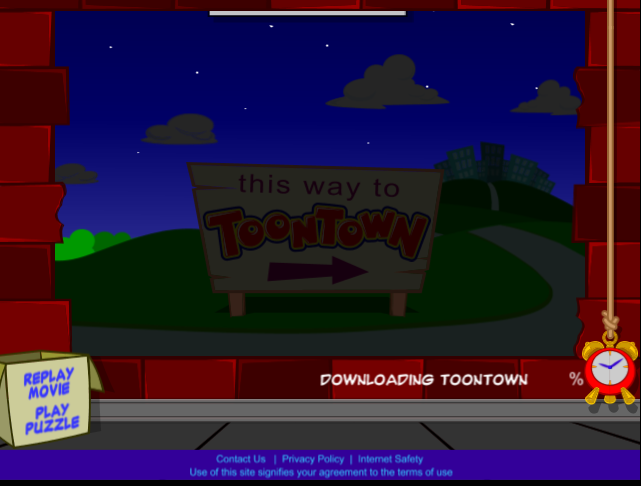 this way to
TOONTOWN
DOWNLOADING TOONTOWN %
REPLAY
MOVIE
PLAY
PUZZLE
Contact Us | Privacy Policy | Internet Safety
Use of this site signifies your agreement to the terms of use